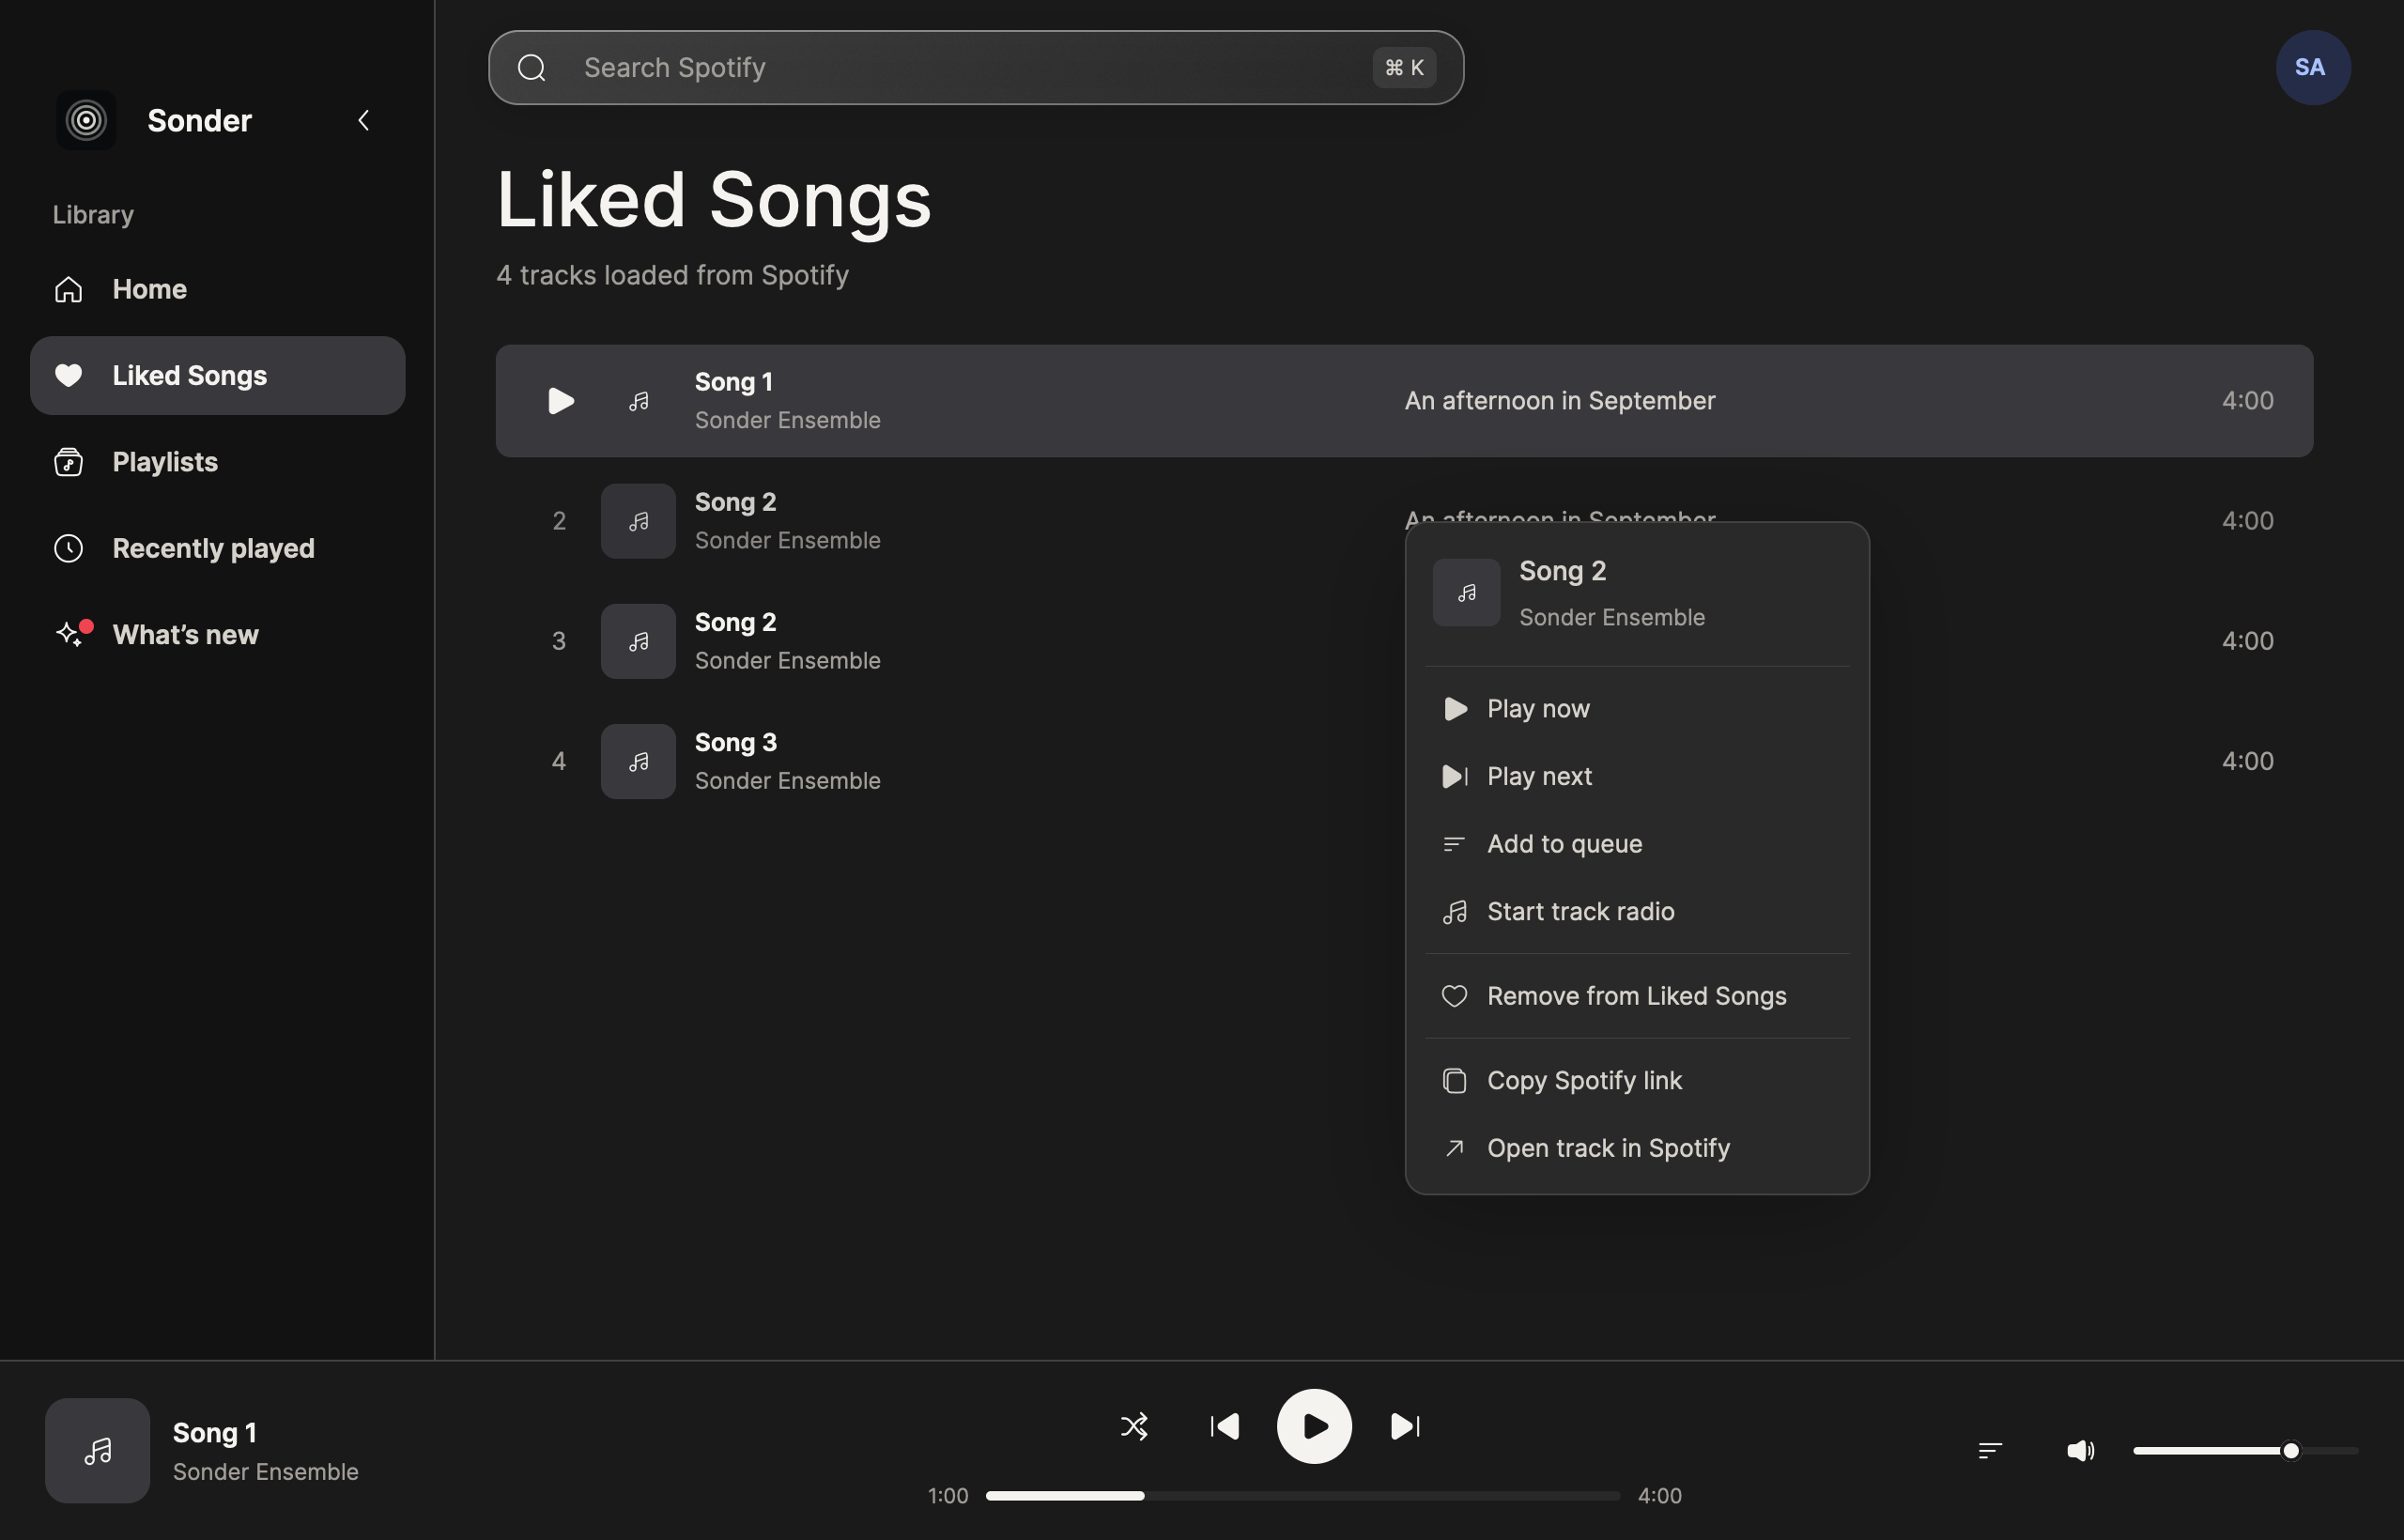 Search Spotify
⌘ K
SA
Sonder
Library
Home
Liked Songs
Playlists
Recently played
What's new
Liked Songs
4 tracks loaded from Spotify
Song 1
Sonder Ensemble
An afternoon in September
4:00
2
Song 2
Sonder Ensemble
An afternoon in September
4:00
3
Song 2
Sonder Ensemble
4:00
4
Song 3
Sonder Ensemble
4:00
Song 2
Sonder Ensemble
Play now
Play next
Add to queue
Start track radio
Remove from Liked Songs
Copy Spotify link
Open track in Spotify
Song 1
Sonder Ensemble
1:00
4:00